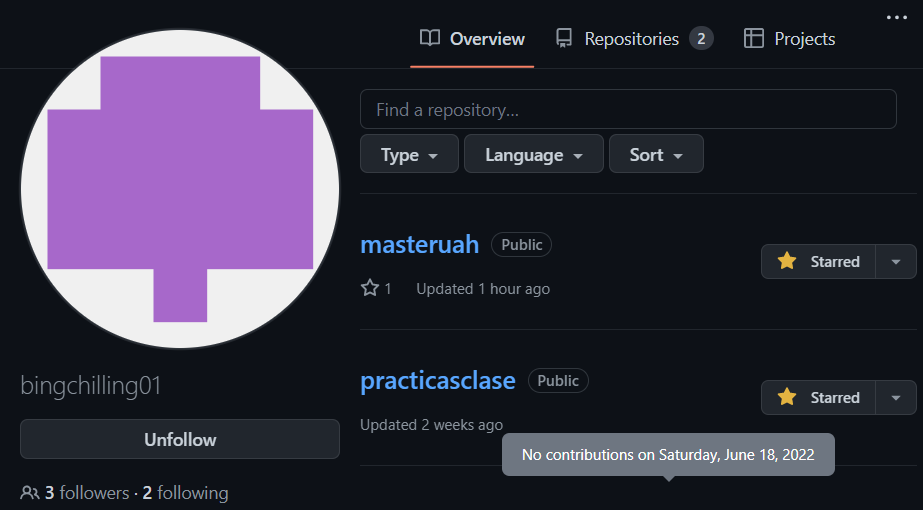 Overview
Repositories 2
Projects
Find a repository...
Type
Language
Sort
masteruah Public
Starred
1 Updated 1 hour ago
practicasclase Public
Starred
Updated 2 weeks ago
No contributions on Saturday, June 18, 2022
bingchilling01
Unfollow
3 followers · 2 following